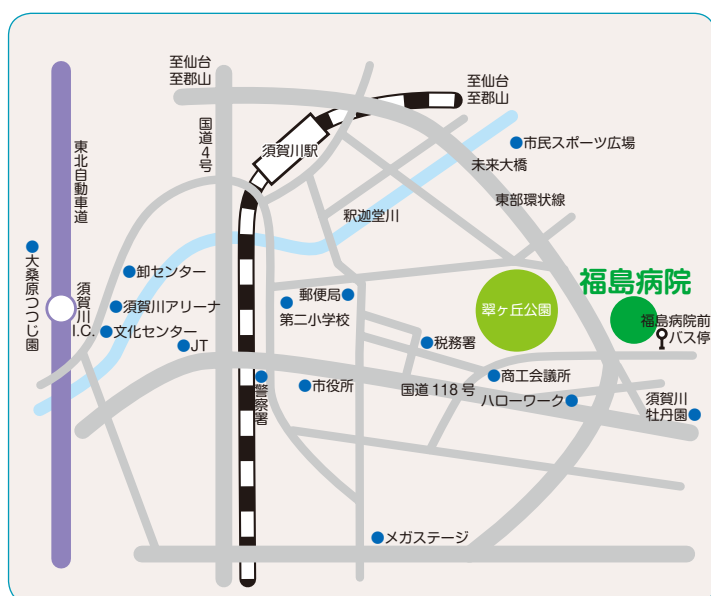 至仙台
至郡山
至仙台
至郡山
国道4号
須賀川駅
市民スポーツ広場
未来大橋
東北自動車道
東部環状線
釈迦堂川
大桑原つつじ園
卸センター
須賀川
I.C.
須賀川アリーナ
文化センター
JT
郵便局
第二小学校
翠ヶ丘公園
福島病院
福島病院前
バス停
税務署
警察署
市役所
国道118号
商工会議所
ハローワーク
須賀川
牡丹園
メガステージ